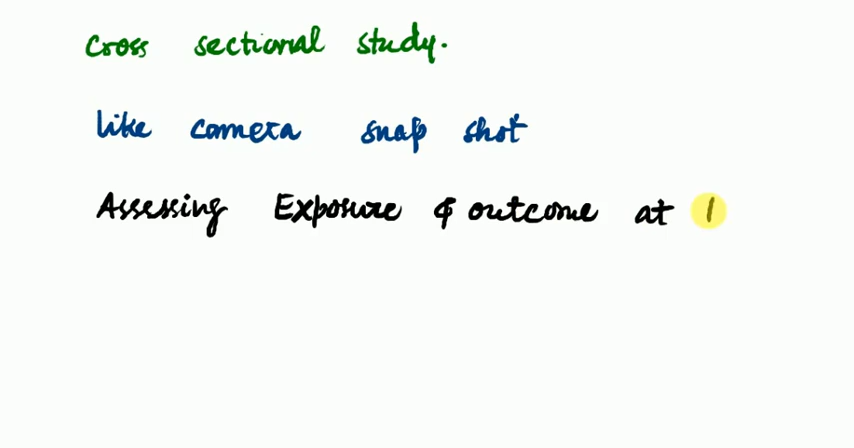 Cross sectional study.
like camera snap shot
Assessing Exposure & outcome at 1